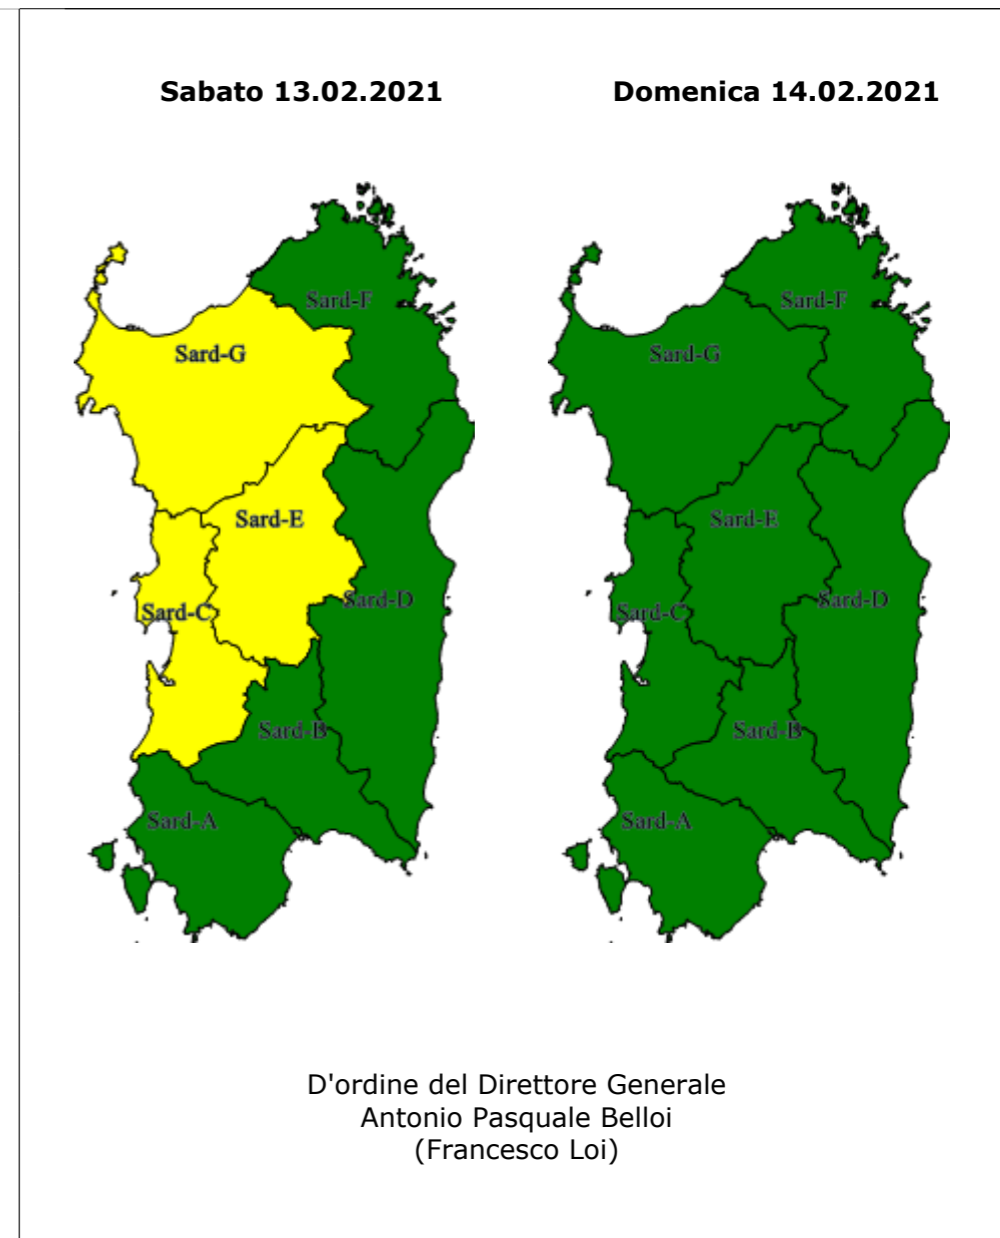 Sabato 13.02.2021
Domenica 14.02.2021
Sard-F
Sard-G
Sard-E
Sard-D
Sard-C
Sard-B
Sard-A
Sard-F
Sard-G
Sard-E
Sard-D
Sard-C
Sard-B
Sard-A
D'ordine del Direttore Generale
Antonio Pasquale Belloi
(Francesco Loi)